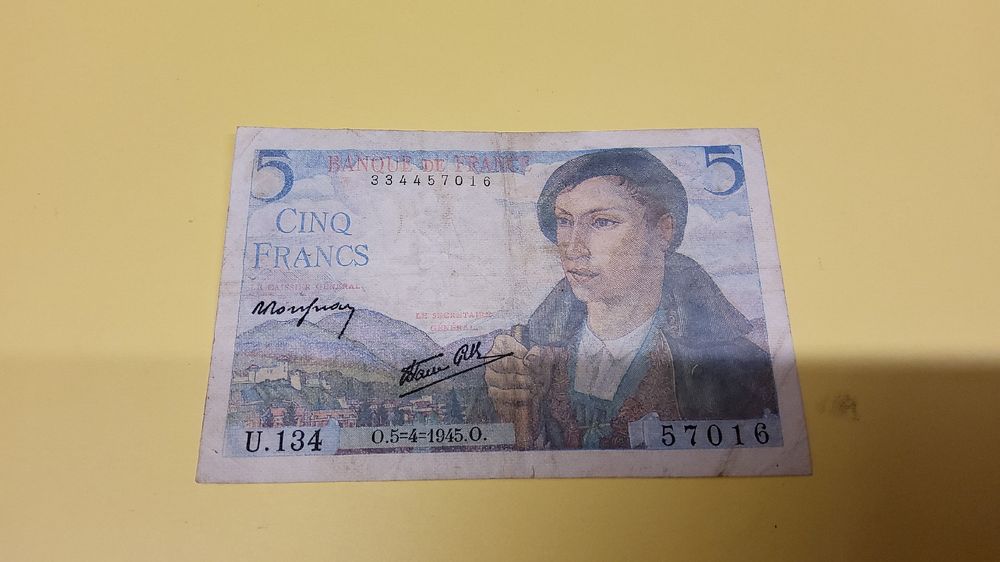 5 BANQUE DE FRANCE 5
334457016
CINQ
FRANCS
LE CAISSIER GÉNÉRAL,
LE SECRÉTAIRE
GÉNÉRAL,
U.134
O.5=4=1945.O.
57016